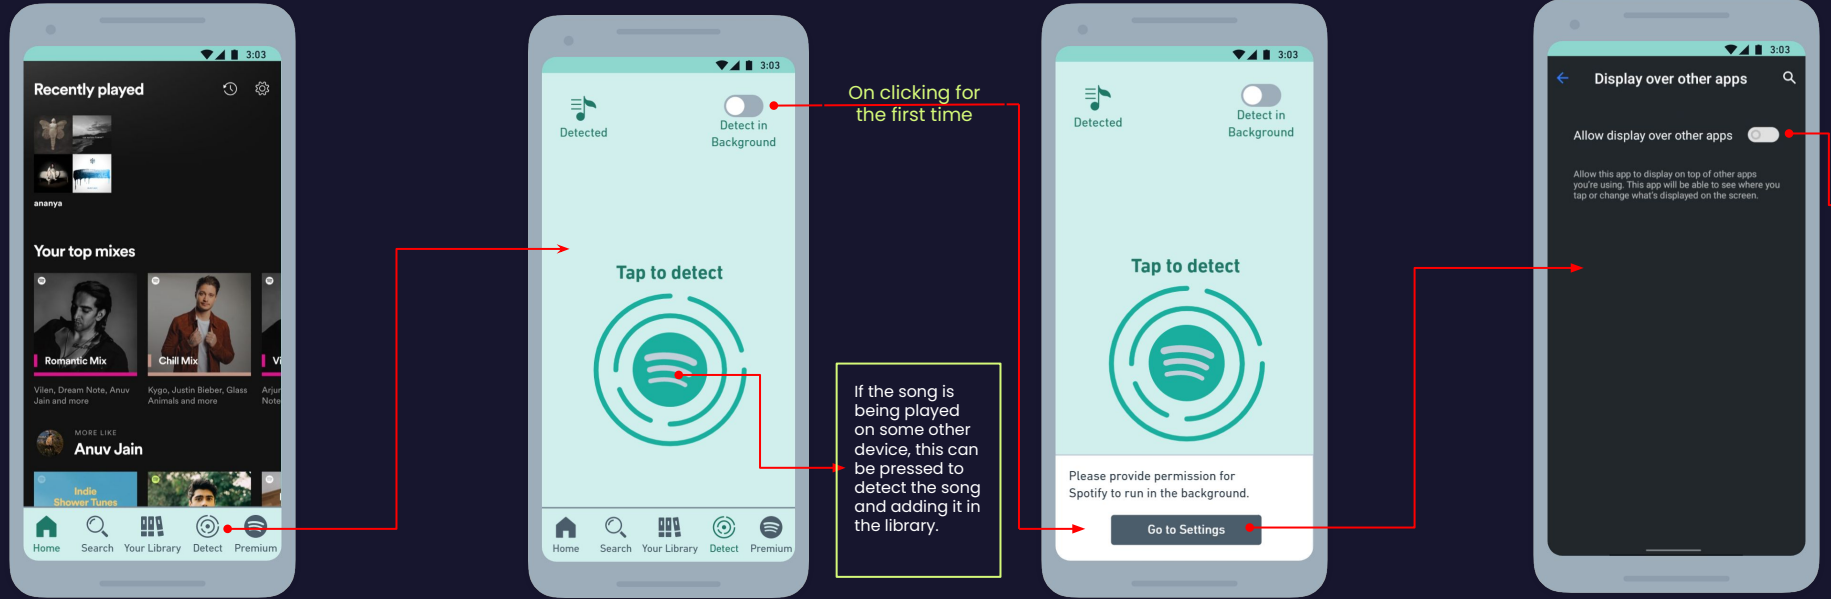 3:03
Recently played
ananya
Your top mixes
Romantic Mix
Chill Mix
Vi
Vilen, Dream Note, Anuv
Jain and more
Kygo, Justin Bieber, Glass
Animals and more
Arjun
Note
MORE LIKE
Anuv Jain
Indie
Shower Tunes
Home
Search
Your Library
Detect
Premium
3:03
Detected
Detect in
Background
Tap to detect
Home
Search
Your Library
Detect
Premium
On clicking for
the first time
If the song is
being played
on some other
device, this can
be pressed to
detect the song
and adding it in
the library.
3:03
Detected
Detect in
Background
Tap to detect
Please provide permission for
Spotify to run in the background.
Go to Settings
3:03
Display over other apps
Allow display over other apps
Allow this app to display on top of other apps
you're using. This app will be able to see where you
tap or change what's displayed on the screen.